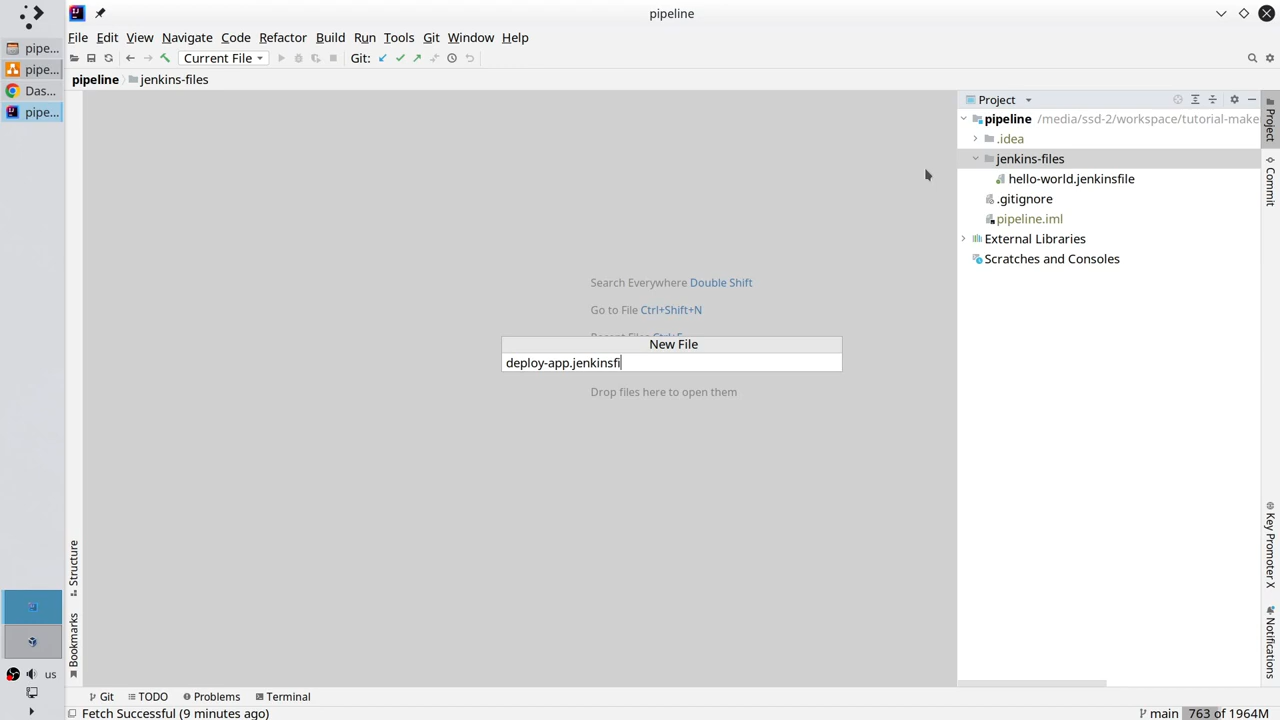 pipeline
pipe...
pipe...
Das...
pipe...
File Edit View Navigate Code Refactor Build Run Tools Git Window Help
Current File
Git:
pipeline jenkins-files
Project
pipeline /media/ssd-2/workspace/tutorial-make
.idea
jenkins-files
hello-world.jenkinsfile
.gitignore
pipeline.iml
External Libraries
Scratches and Consoles
Search Everywhere Double Shift
Go to File Ctrl+Shift+N
New File
deploy-app.jenkinsfi
Drop files here to open them
Project
Commit
Key Promoter X
Notifications
Structure
Bookmarks
us
Git TODO Problems Terminal
Fetch Successful (9 minutes ago)
main 763 of 1964M